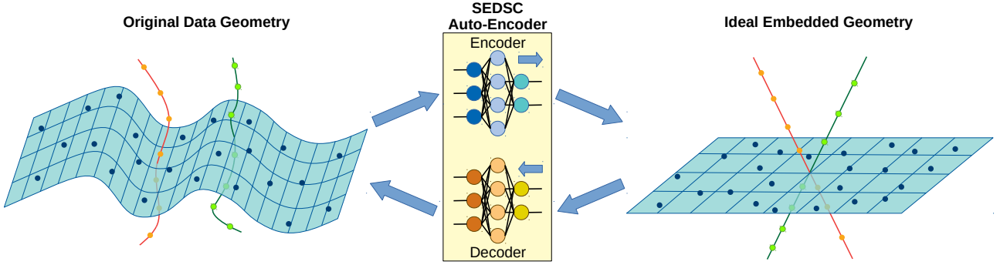 Original Data Geometry
SEDSC
Auto-Encoder
Encoder
Decoder
Ideal Embedded Geometry